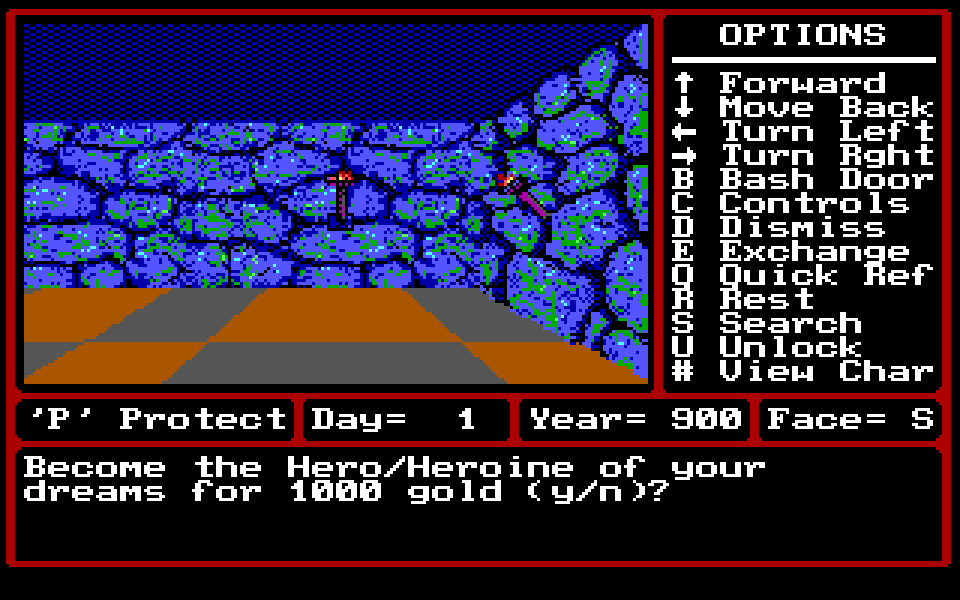 OPTIONS
↑ Forward
↓ Move Back
← Turn Left
→ Turn Rght
B Bash Door
C Controls
D Dismiss
E Exchange
Q Quick Ref
R Rest
S Search
U Unlock
# View Char
'P' Protect
Day= 1
Year= 900
Face= S
Become the Hero/Heroine of your
dreams for 1000 gold (y/n)?